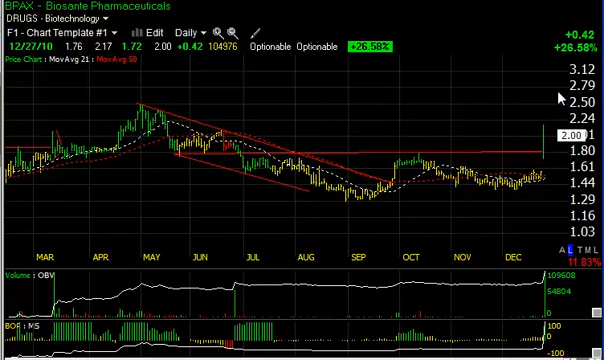 BPAX - Biosante Pharmaceuticals
DRUGS - Biotechnology
F1 - Chart Template #1 Edit Daily
12/27/10 1.76 2.17 1.72 2.00 +0.42 104976 Optionable Optionable +26.58%
+0.42
+26.58%
Price Chart : MovAvg 21 : MovAvg 50
3.12
2.79
2.50
2.24
2.00
1.80
1.61
1.44
1.29
1.16
1.03
A L T M L
MAR APR MAY JUN JUL AUG SEP OCT NOV DEC
11.83%
Volume : OBV
109608
54804
0
BOP : MS
100
0
-100